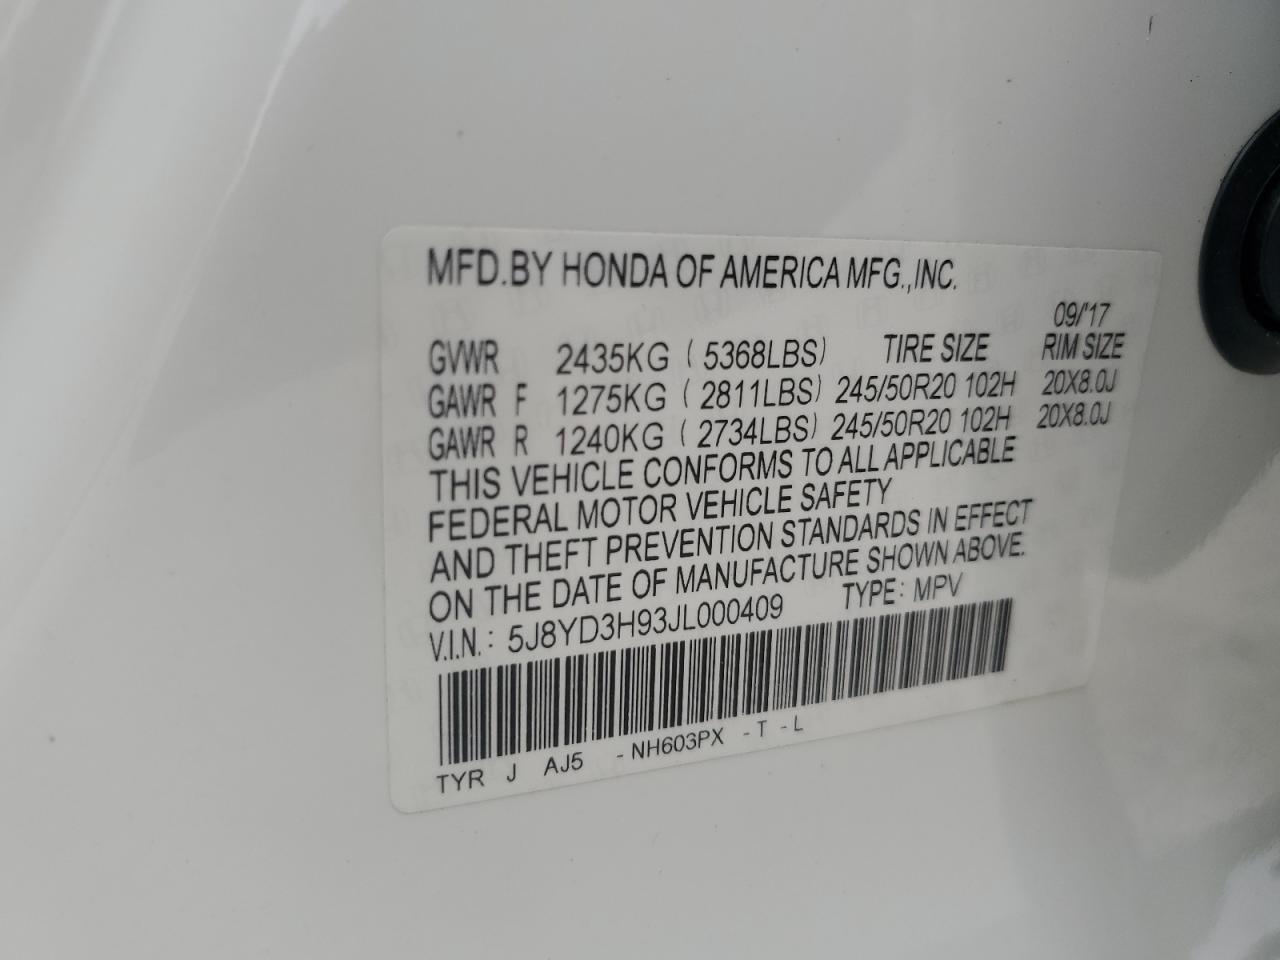 MFD.BY HONDA OF AMERICA MFG.,INC.
09/'17
GVWR 2435KG ( 5368LBS) TIRE SIZE RIM SIZE
GAWR F 1275KG ( 2811LBS) 245/50R20 102H 20X8.0J
GAWR R 1240KG ( 2734LBS) 245/50R20 102H 20X8.0J
THIS VEHICLE CONFORMS TO ALL APPLICABLE
FEDERAL MOTOR VEHICLE SAFETY
AND THEFT PREVENTION STANDARDS IN EFFECT
ON THE DATE OF MANUFACTURE SHOWN ABOVE.
V.I.N.: 5J8YD3H93JL000409 TYPE: MPV
TYR J AJ5 -NH603PX -T -L